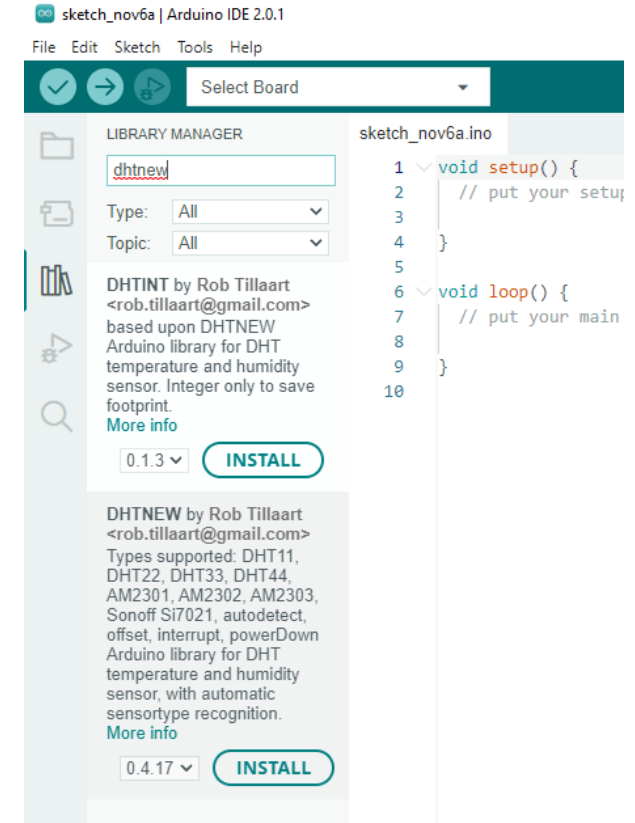 sketch_nov6a | Arduino IDE 2.0.1
File Edit Sketch Tools Help
Select Board
LIBRARY MANAGER
dhtnew
Type: All
Topic: All
DHTINT by Rob Tillaart
<rob.tillaart@gmail.com>
based upon DHTNEW
Arduino library for DHT
temperature and humidity
sensor. Integer only to save
footprint.
More info
0.1.3
INSTALL
DHTNEW by Rob Tillaart
<rob.tillaart@gmail.com>
Types supported: DHT11,
DHT22, DHT33, DHT44,
AM2301, AM2302, AM2303,
Sonoff Si7021, autodetect,
offset, interrupt, powerDown
Arduino library for DHT
temperature and humidity
sensor, with automatic
sensortype recognition.
More info
0.4.17
INSTALL
sketch_nov6a.ino
1 void setup() {
2 // put your setup
3
4 }
5
6 void loop() {
7 // put your main
8
9 }
10